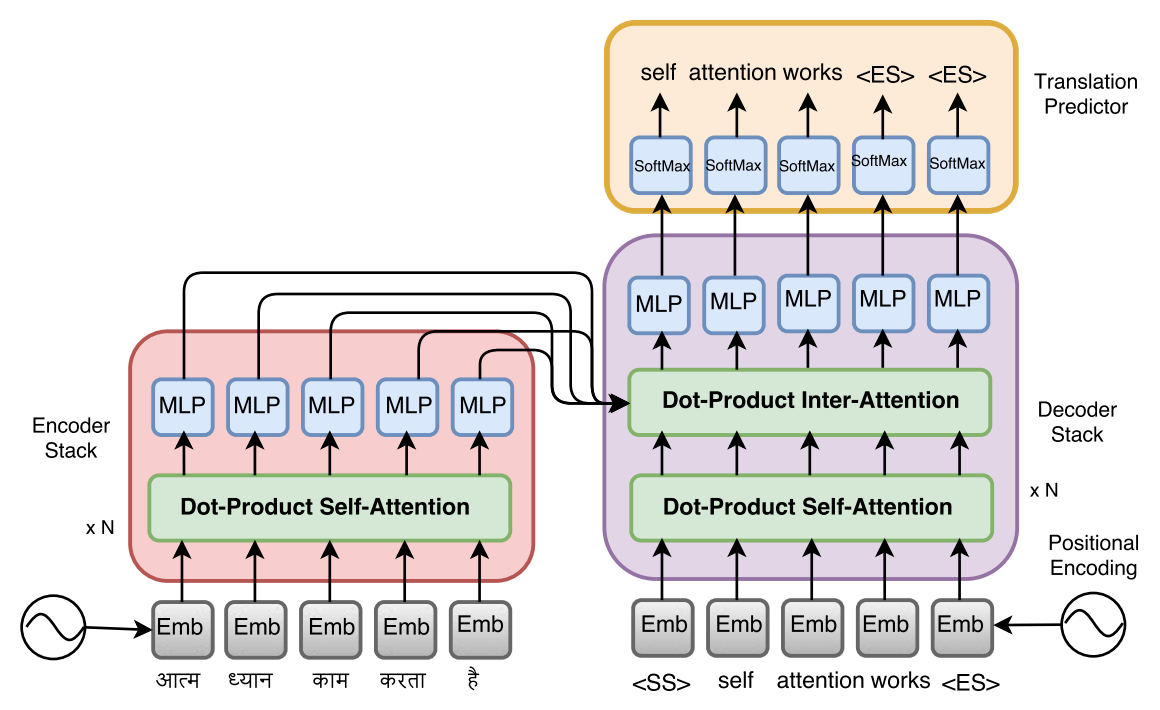 self attention works <ES> <ES>
Translation
Predictor
SoftMax SoftMax SoftMax SoftMax SoftMax
MLP MLP MLP MLP MLP
Encoder
Stack
MLP MLP MLP MLP MLP
Dot-Product Inter-Attention
Decoder
Stack
Dot-Product Self-Attention
x N
Dot-Product Self-Attention
x N
Positional
Encoding
Emb Emb Emb Emb Emb
आत्म ध्यान काम करता है
Emb Emb Emb Emb Emb
<SS> self attention works <ES>